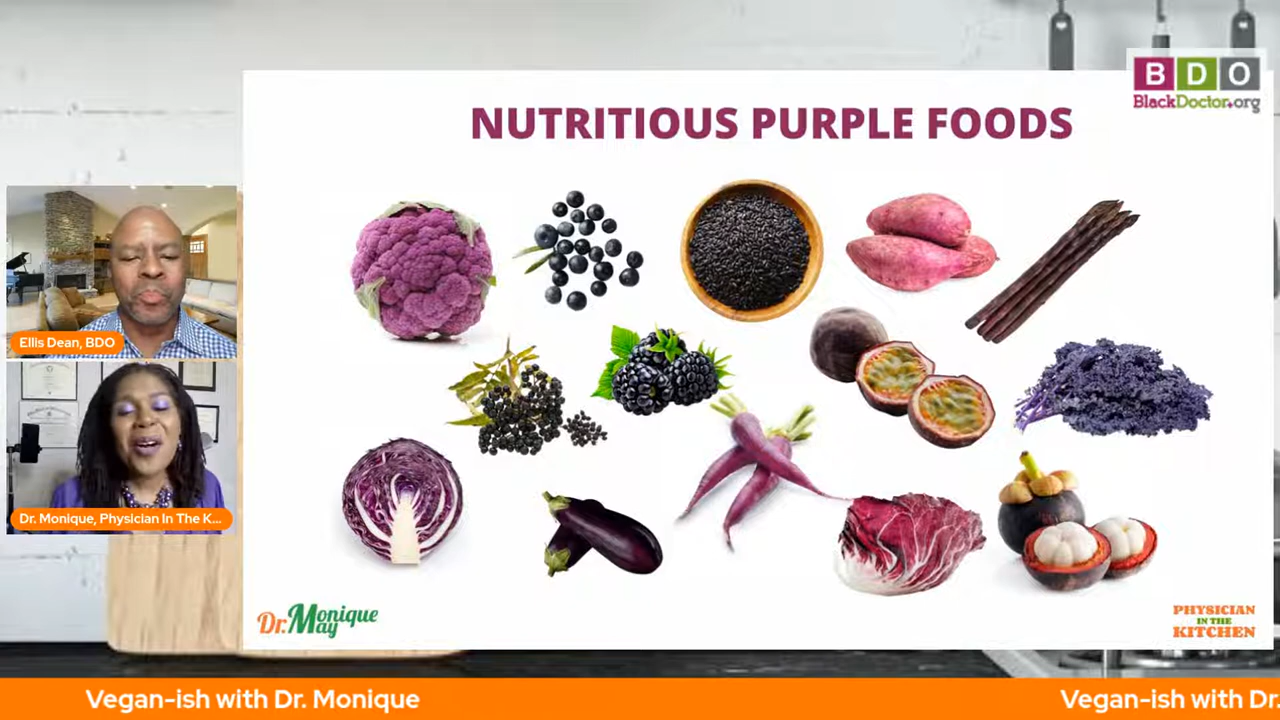 BDO
BlackDoctor.org
NUTRITIOUS PURPLE FOODS
Ellis Dean, BDO
Dr. Monique, Physician In The K...
Dr. Monique
May
PHYSICIAN
IN THE
KITCHEN
Vegan-ish with Dr. Monique
Vegan-ish with Dr.